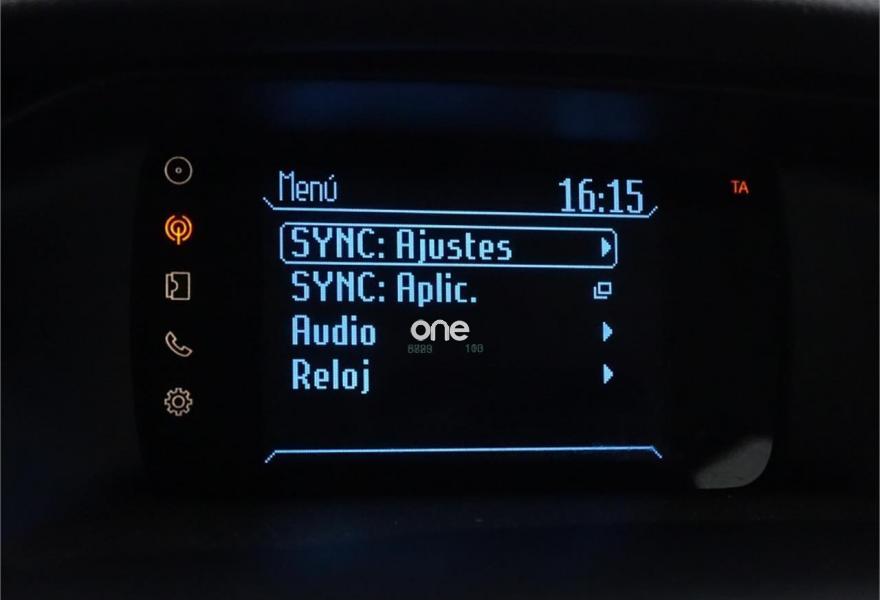 Menú 16:15
TA
SYNC: Ajustes
SYNC: Aplic.
Audio
one
Reloj